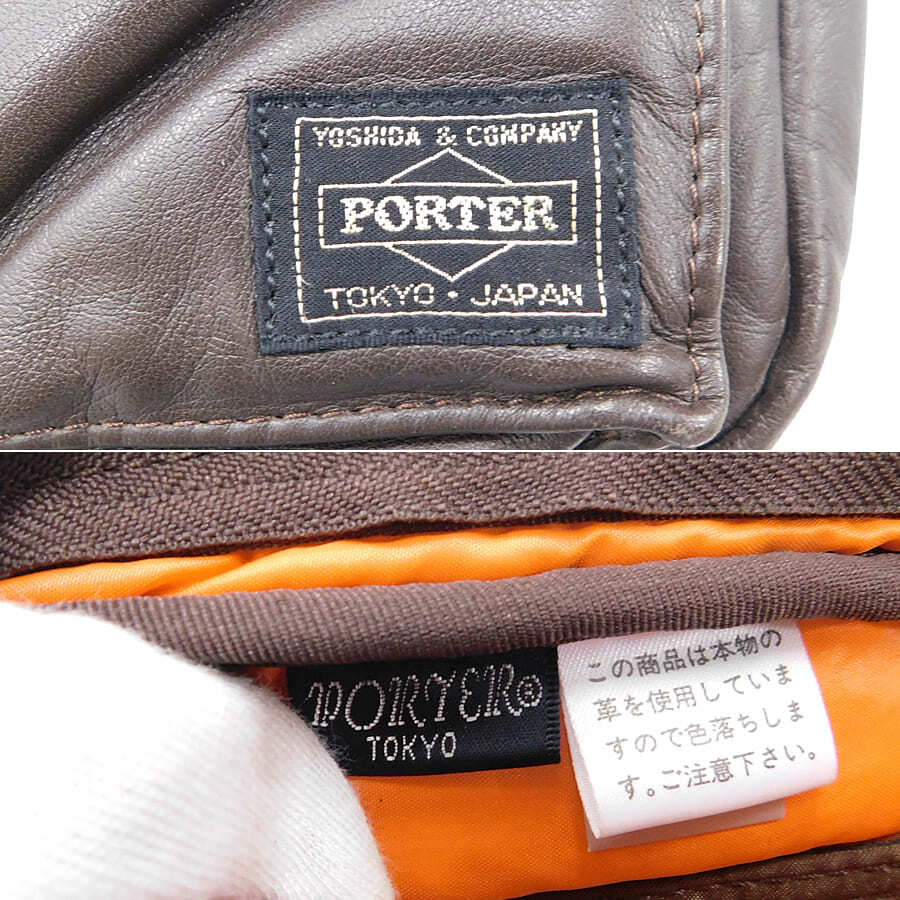 YOSHIDA & COMPANY
PORTER
TOKYO・JAPAN
PORTER®
TOKYO
この商品は本物の
革を使用していま
すので色落ちしま
す。ご注意下さい。